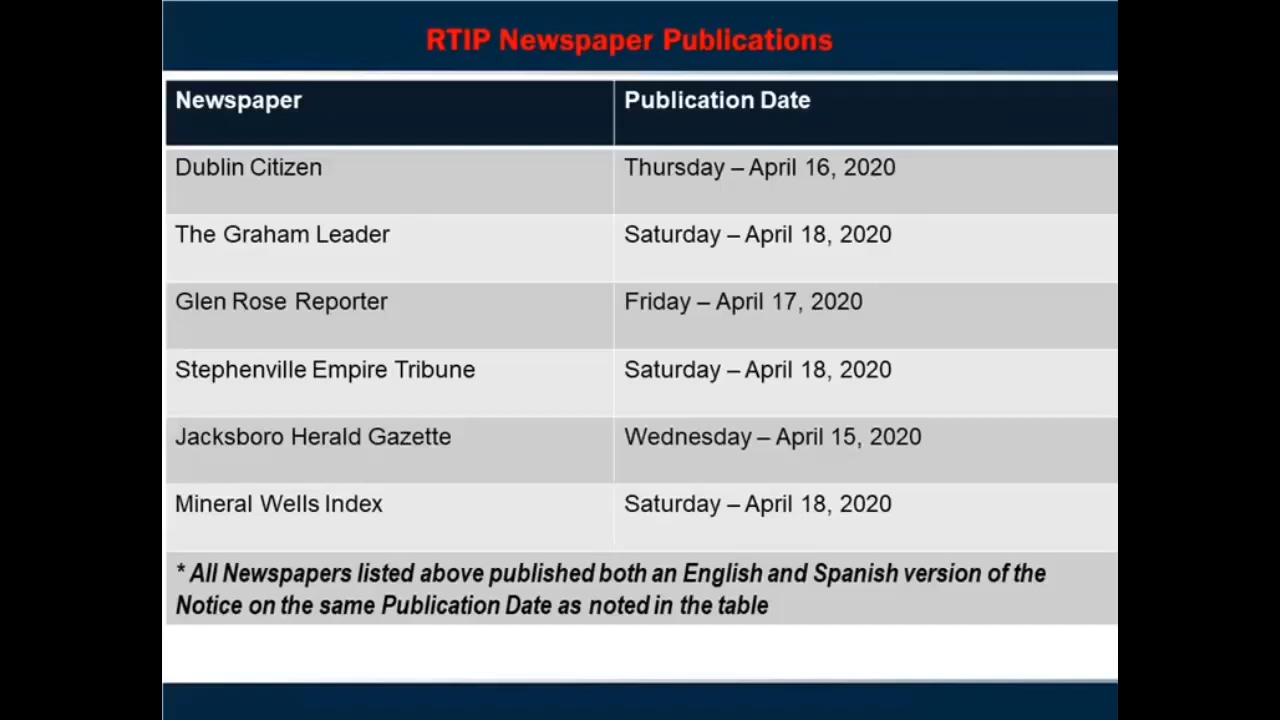 RTIP Newspaper Publications
Newspaper Publication Date
Dublin Citizen Thursday – April 16, 2020
The Graham Leader Saturday – April 18, 2020
Glen Rose Reporter Friday – April 17, 2020
Stephenville Empire Tribune Saturday – April 18, 2020
Jacksboro Herald Gazette Wednesday – April 15, 2020
Mineral Wells Index Saturday – April 18, 2020
* All Newspapers listed above published both an English and Spanish version of the
Notice on the same Publication Date as noted in the table